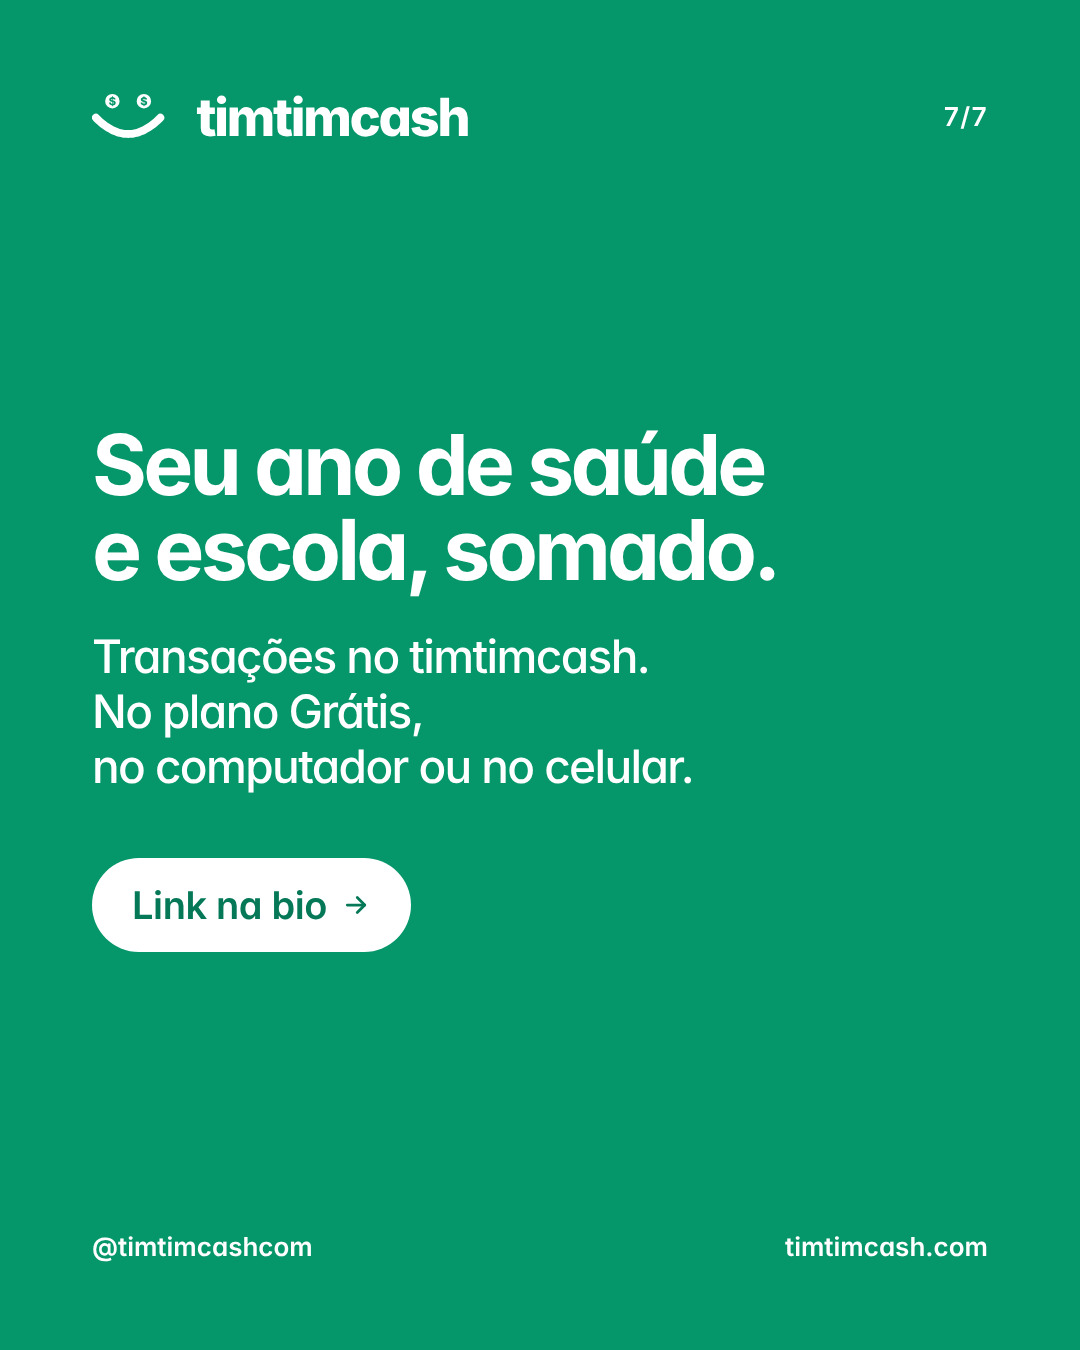 timtimcash
7/7
Seu ano de saúde
e escola, somado.
Transações no timtimcash.
No plano Grátis,
no computador ou no celular.
Link na bio →
@timtimcashcom
timtimcash.com